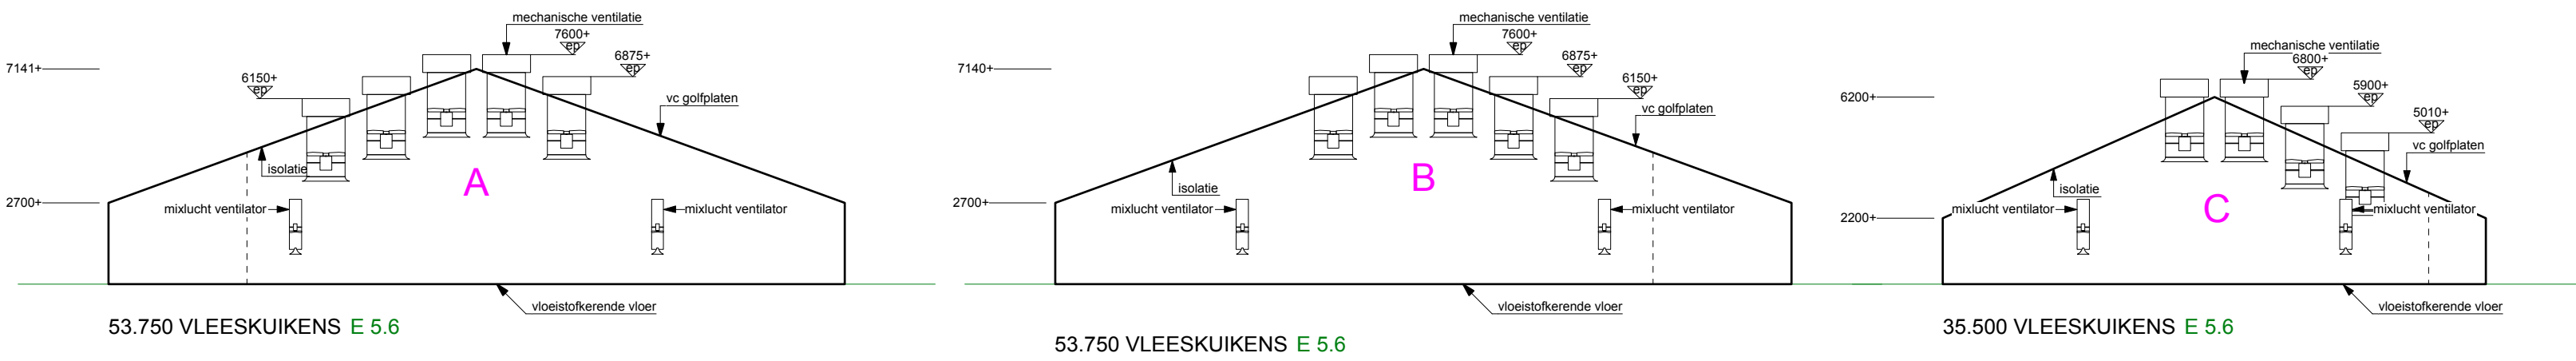 mechanische ventilatie
7600+
ep
6875+
ep
7141+
6150+
ep
vc golfplaten
isolatie
A
2700+
mixlucht ventilator
mixlucht ventilator
vloeistofkerende vloer
53.750 VLEESKUIKENS E 5.6
mechanische ventilatie
7600+
ep
6875+
ep
7140+
6150+
ep
vc golfplaten
isolatie
B
2700+
mixlucht ventilator
mixlucht ventilator
vloeistofkerende vloer
53.750 VLEESKUIKENS E 5.6
mechanische ventilatie
6800+
ep
5900+
ep
6200+
5010+
ep
vc golfplaten
isolatie
C
2200+
mixlucht ventilator
mixlucht ventilator
vloeistofkerende vloer
35.500 VLEESKUIKENS E 5.6